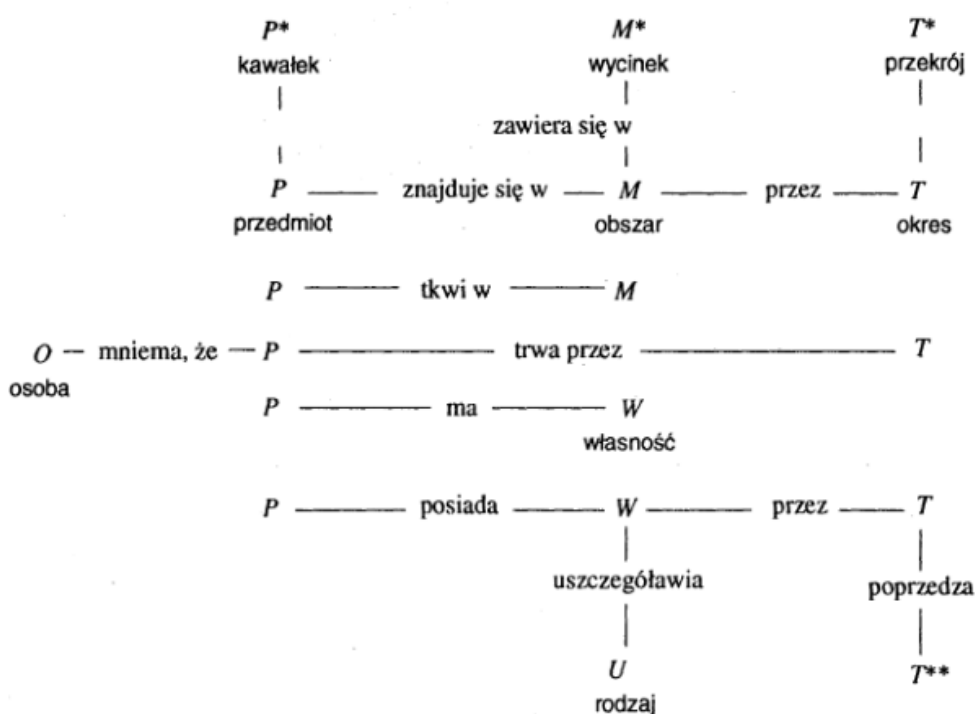 P* M* T*
kawałek wycinek przekrój
zawiera się w
P znajduje się w M przez T
przedmiot obszar okres
P tkwi w M
O mniema, że P trwa przez T
osoba
P ma W
własność
P posiada W przez T
uszczegóławia poprzedza
U T**
rodzaj